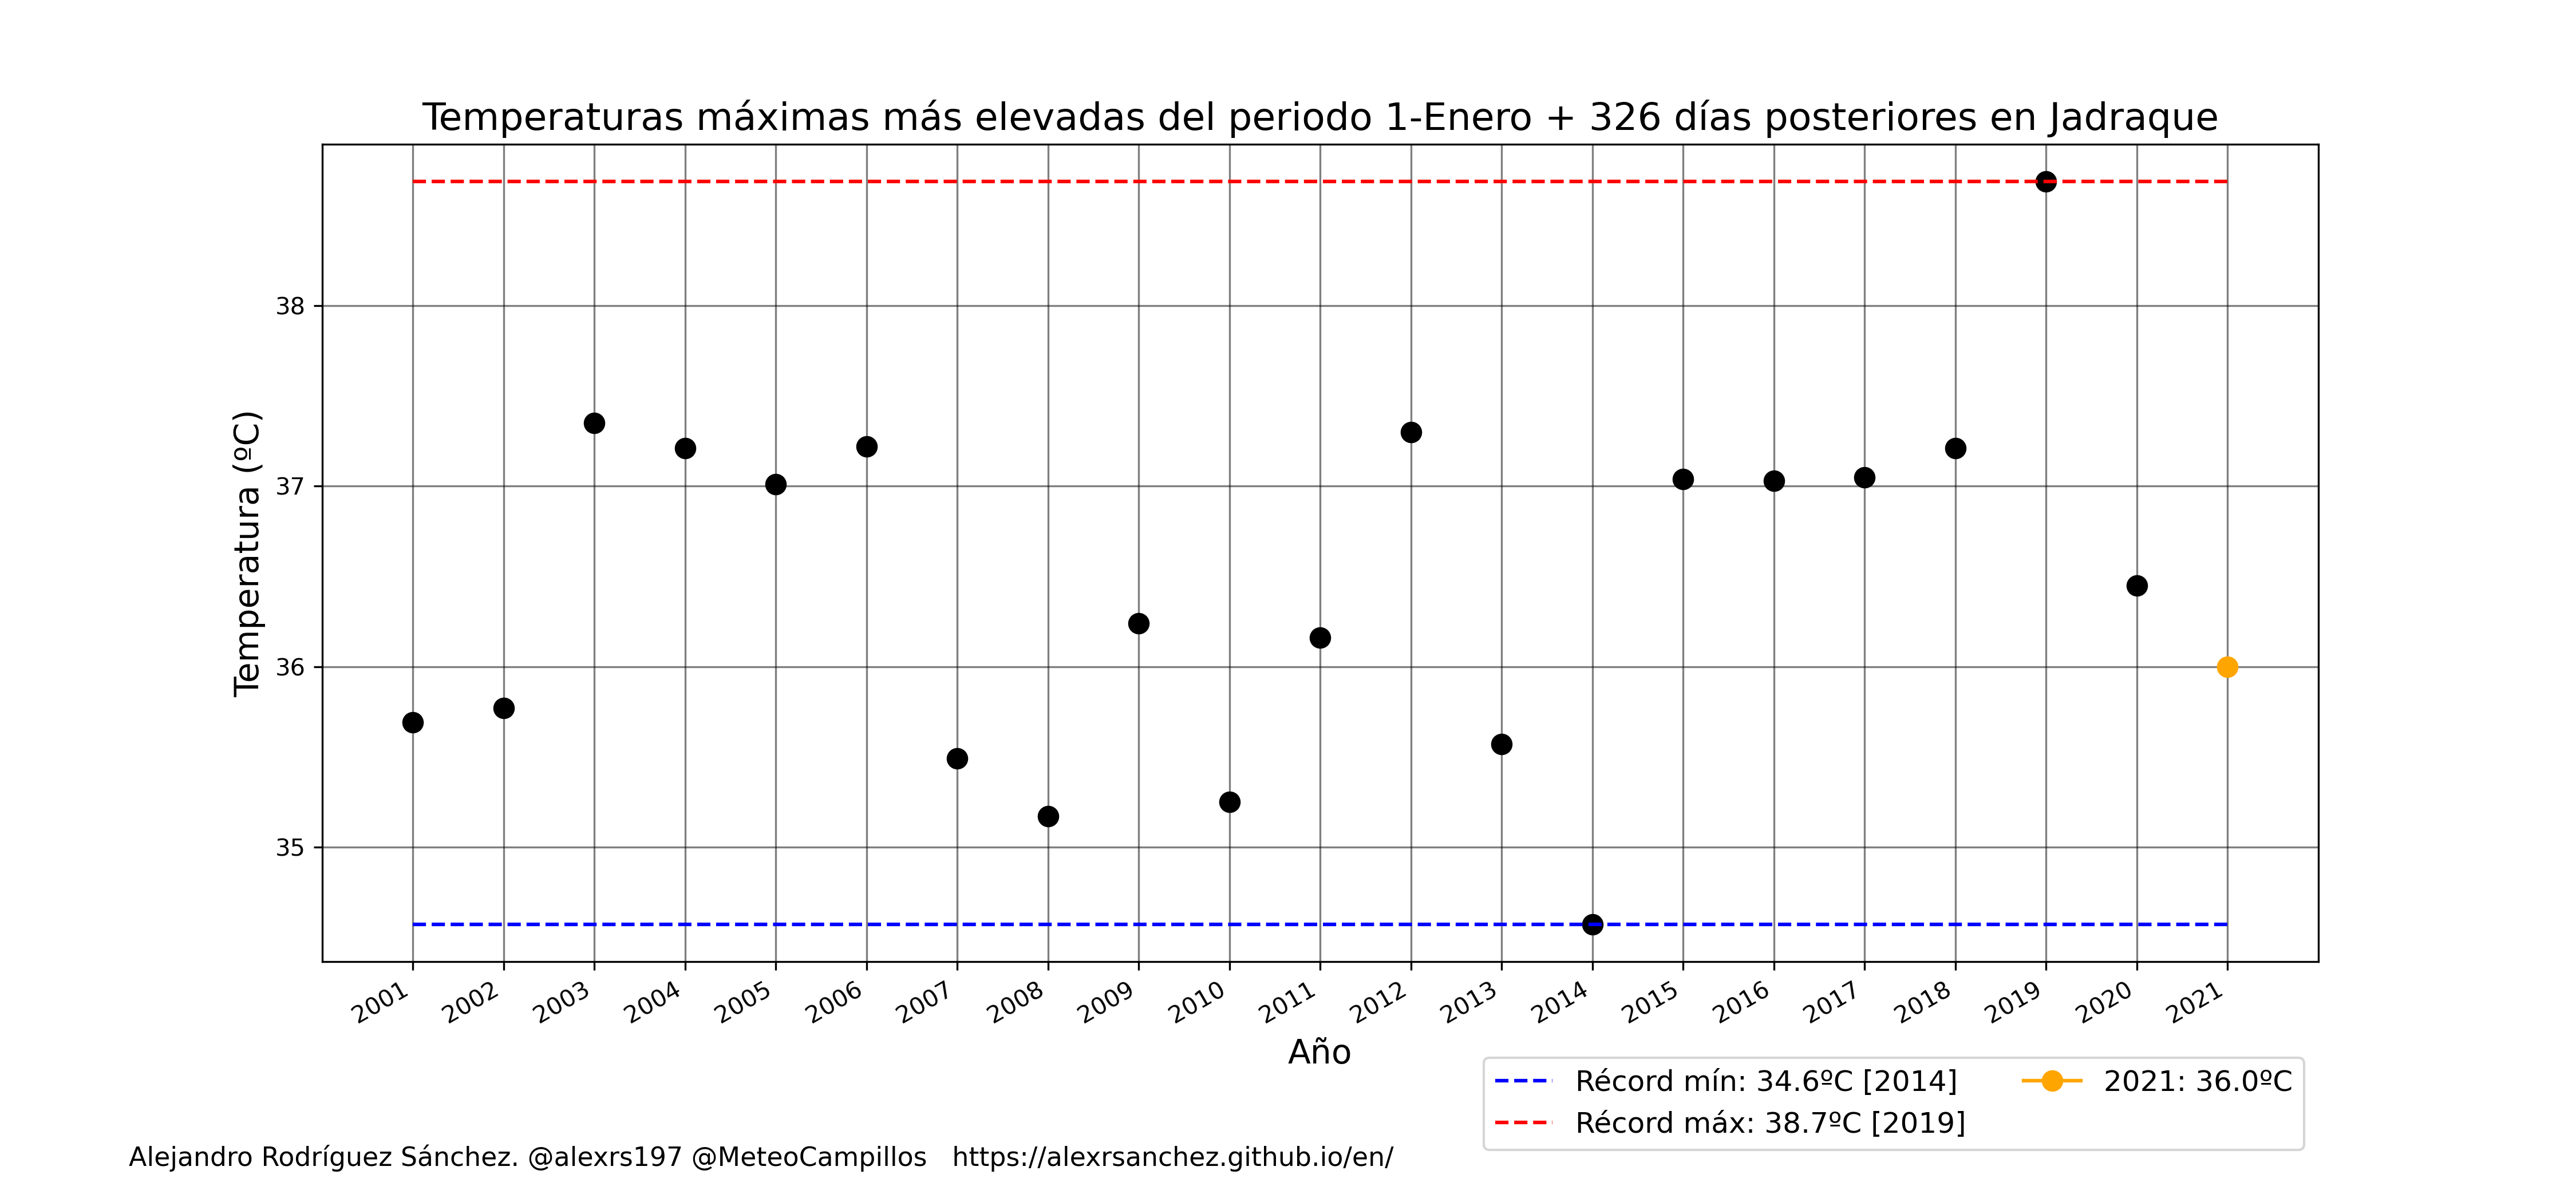 Temperaturas máximas más elevadas del periodo 1-Enero + 326 días posteriores en Jadraque
Temperatura (ºC)
38
37
36
35
2001 2002 2003 2004 2005 2006 2007 2008 2009 2010 2011 2012 2013 2014 2015 2016 2017 2018 2019 2020 2021
Año
Récord mín: 34.6ºC [2014]
Récord máx: 38.7ºC [2019]
2021: 36.0ºC
Alejandro Rodríguez Sánchez. @alexrs197 @MeteoCampillos https://alexrsanchez.github.io/en/